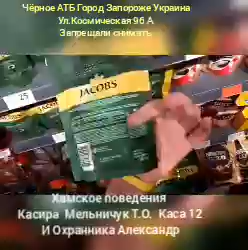 Чёрное АТБ Город Запороже Украина
Ул.Космическая 96 А
Запрещали снимать
JACOBS
25
Хамское поведения
Касира Мельничук Т.О. Каса 12
И Охранника Александр